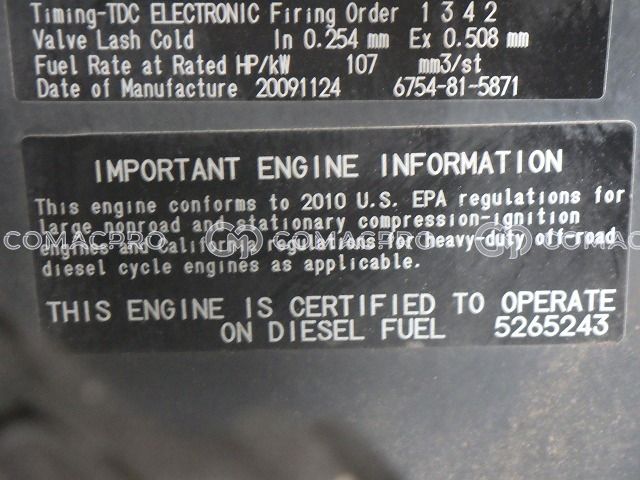 Timing-TDC ELECTRONIC Firing Order 1 3 4 2
Valve Lash Cold In 0.254 mm Ex 0.508 mm
Fuel Rate at Rated HP/kW 107 mm3/st
Date of Manufacture 20091124 6754-81-5871
IMPORTANT ENGINE INFORMATION
This engine conforms to 2010 U.S. EPA regulations for
large nonroad and stationary compression-ignition
engines and California regulations for heavy-duty off-road
diesel cycle engines as applicable.
THIS ENGINE IS CERTIFIED TO OPERATE
ON DIESEL FUEL 5265243
COMACPRO COMACPRO COMACPRO